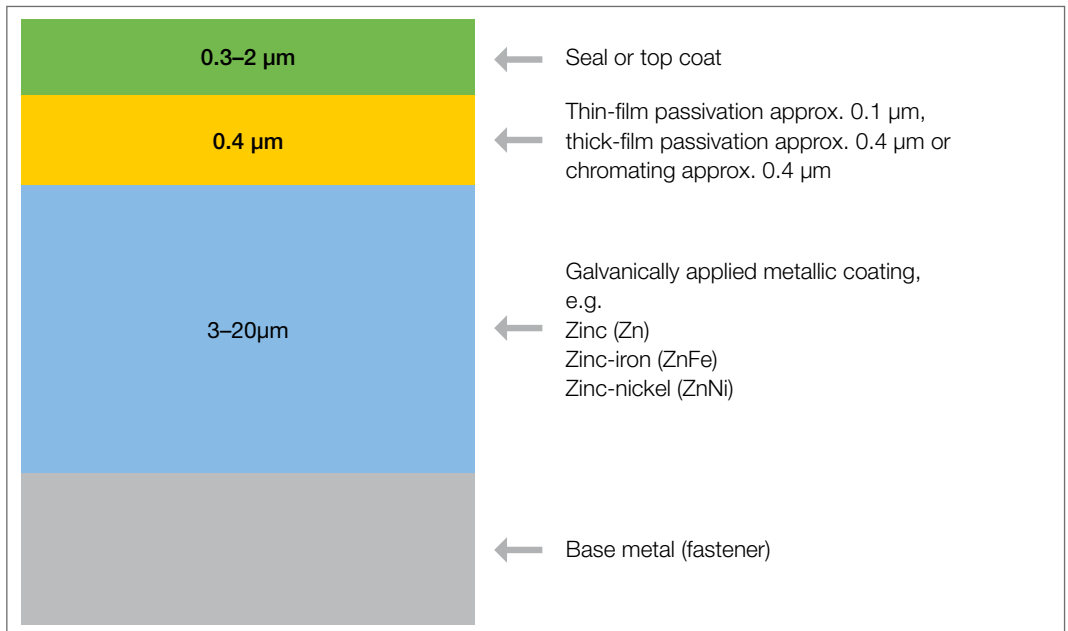 0.3–2 µm
Seal or top coat
0.4 µm
Thin-film passivation approx. 0.1 µm,
thick-film passivation approx. 0.4 µm or
chromating approx. 0.4 µm
3–20µm
Galvanically applied metallic coating,
e.g.
Zinc (Zn)
Zinc-iron (ZnFe)
Zinc-nickel (ZnNi)
Base metal (fastener)